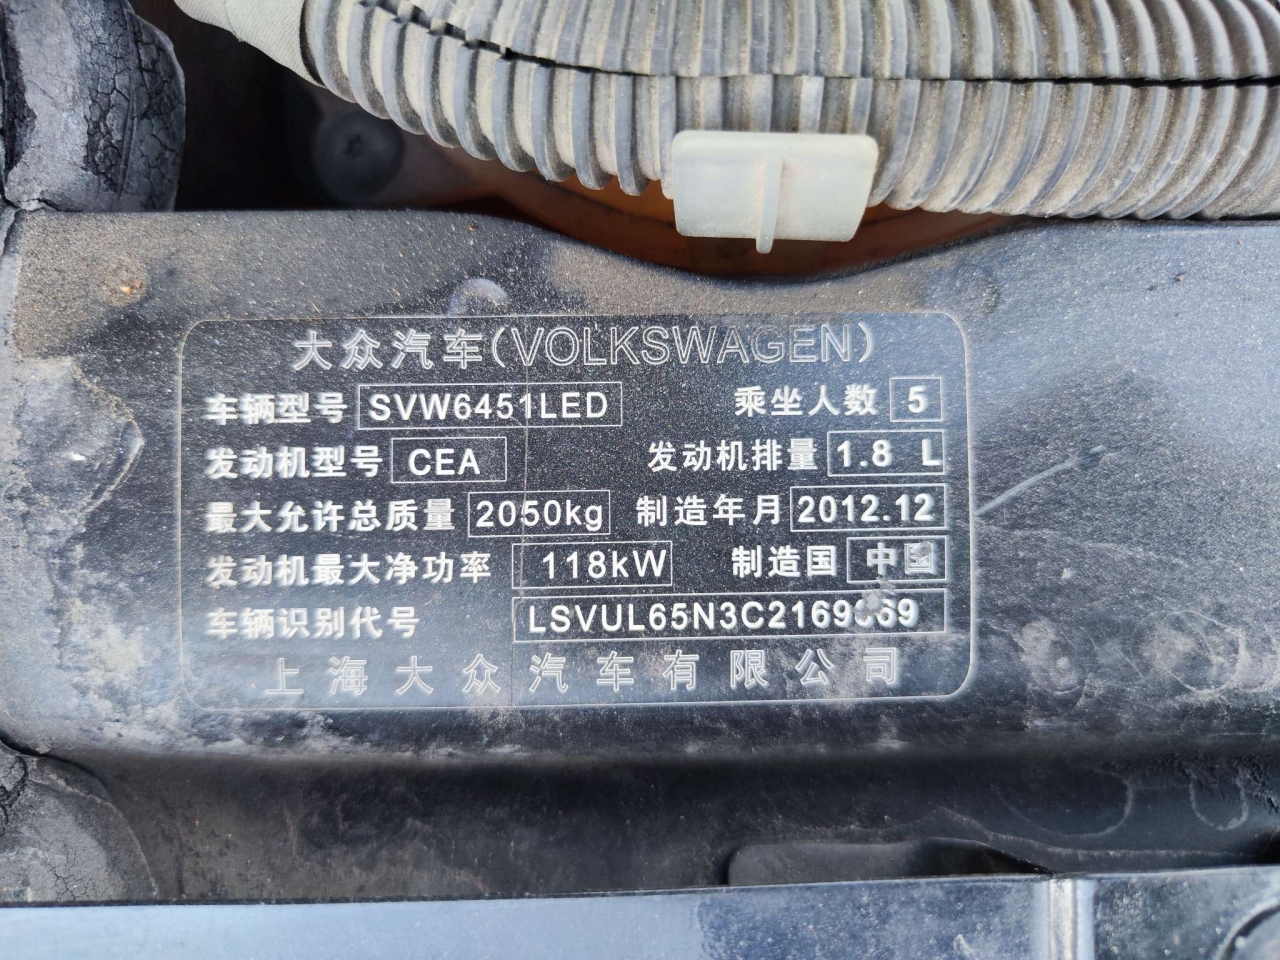 大众汽车(VOLKSWAGEN)
车辆型号 SVW6451LED 乘坐人数 5
发动机型号 CEA 发动机排量 1.8 L
最大允许总质量 2050kg 制造年月 2012.12
发动机最大净功率 118kW 制造国 中国
车辆识别代号
上海大众汽车有限公司